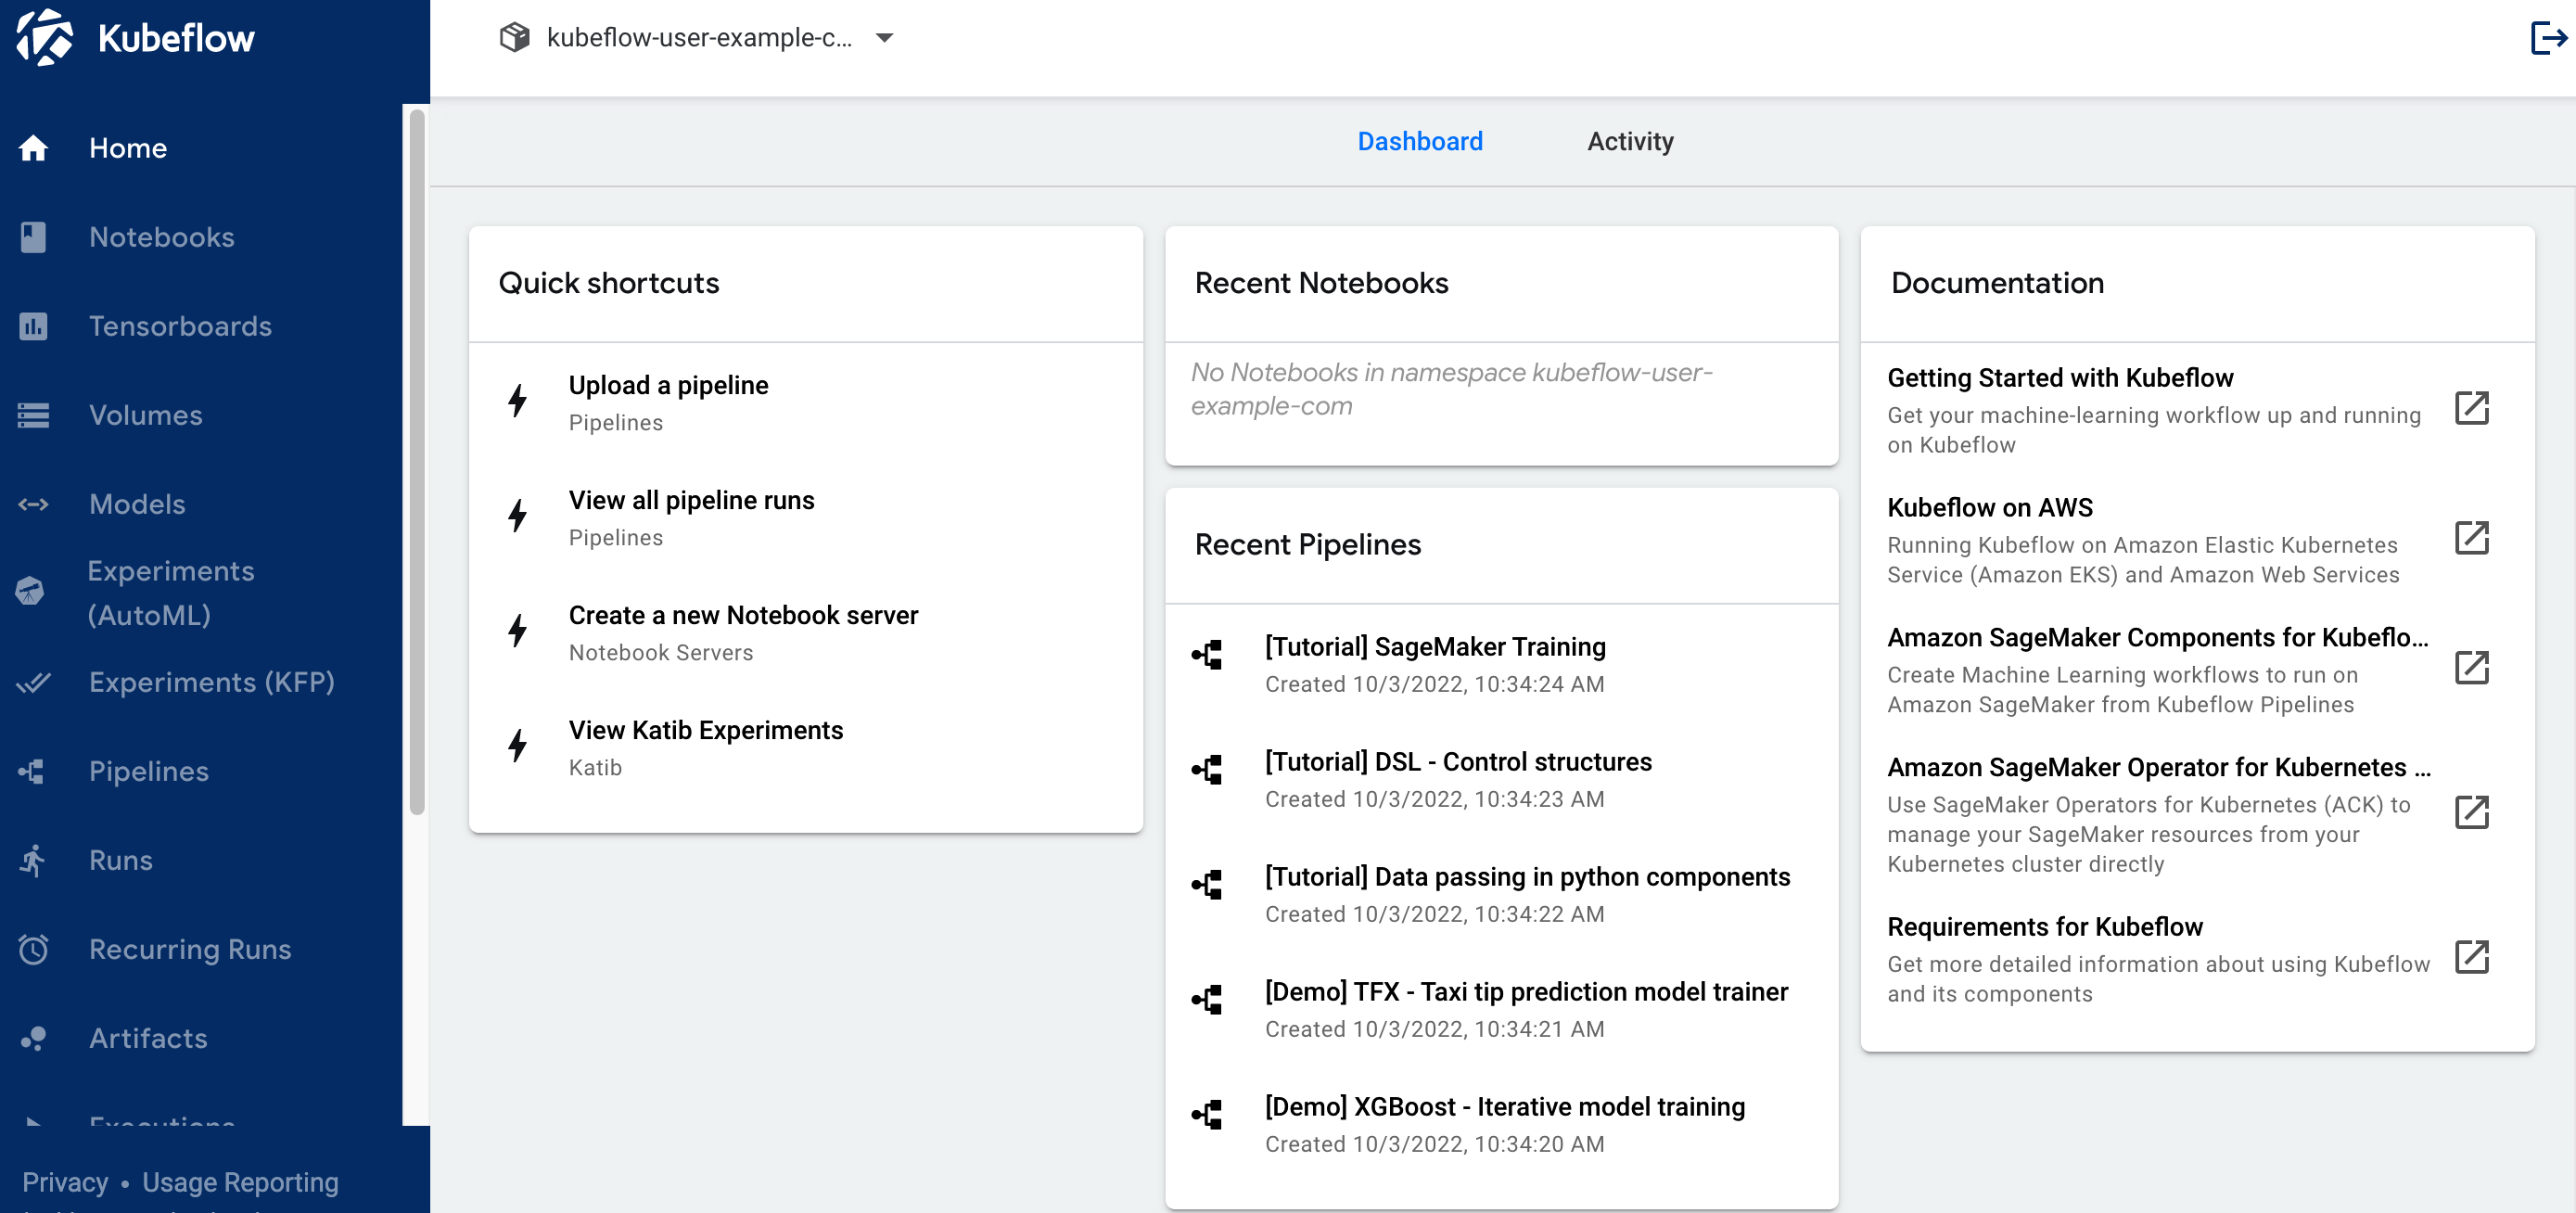 Kubeflow
kubeflow-user-example-c...
Home
Notebooks
Tensorboards
Volumes
Models
Experiments
(AutoML)
Experiments (KFP)
Pipelines
Runs
Recurring Runs
Artifacts
Executions
Privacy • Usage Reporting
Dashboard
Activity
Quick shortcuts
Upload a pipeline
Pipelines
View all pipeline runs
Pipelines
Create a new Notebook server
Notebook Servers
View Katib Experiments
Katib
Recent Notebooks
No Notebooks in namespace kubeflow-user-
example-com
Recent Pipelines
[Tutorial] SageMaker Training
Created 10/3/2022, 10:34:24 AM
[Tutorial] DSL - Control structures
Created 10/3/2022, 10:34:23 AM
[Tutorial] Data passing in python components
Created 10/3/2022, 10:34:22 AM
[Demo] TFX - Taxi tip prediction model trainer
Created 10/3/2022, 10:34:21 AM
[Demo] XGBoost - Iterative model training
Created 10/3/2022, 10:34:20 AM
Documentation
Getting Started with Kubeflow
Get your machine-learning workflow up and running
on Kubeflow
Kubeflow on AWS
Running Kubeflow on Amazon Elastic Kubernetes
Service (Amazon EKS) and Amazon Web Services
Amazon SageMaker Components for Kubeflo...
Create Machine Learning workflows to run on
Amazon SageMaker from Kubeflow Pipelines
Amazon SageMaker Operator for Kubernetes ...
Use SageMaker Operators for Kubernetes (ACK) to
manage your SageMaker resources from your
Kubernetes cluster directly
Requirements for Kubeflow
Get more detailed information about using Kubeflow
and its components